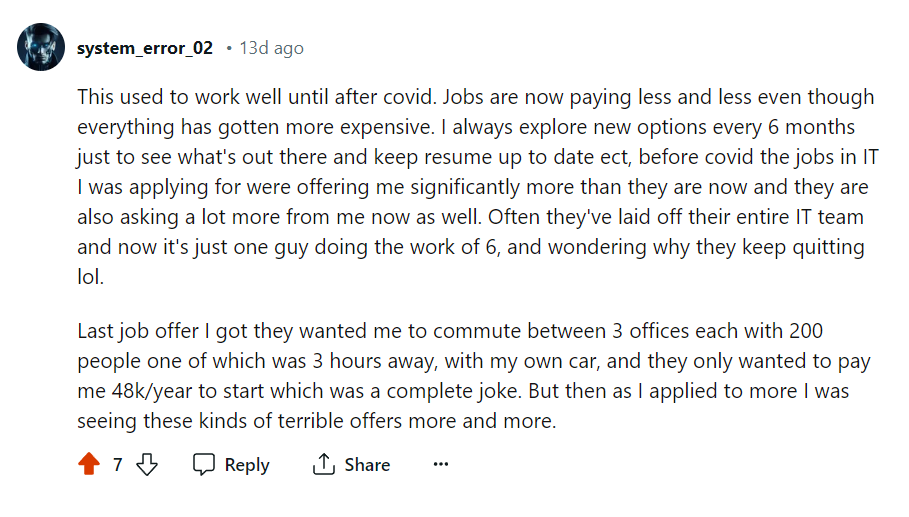 system_error_02 • 13d ago
This used to work well until after covid. Jobs are now paying less and less even though
everything has gotten more expensive. I always explore new options every 6 months
just to see what's out there and keep resume up to date ect, before covid the jobs in IT
I was applying for were offering me significantly more than they are now and they are
also asking a lot more from me now as well. Often they've laid off their entire IT team
and now it's just one guy doing the work of 6, and wondering why they keep quitting
lol.
Last job offer I got they wanted me to commute between 3 offices each with 200
people one of which was 3 hours away, with my own car, and they only wanted to pay
me 48k/year to start which was a complete joke. But then as I applied to more I was
seeing these kinds of terrible offers more and more.
7 Reply Share ...